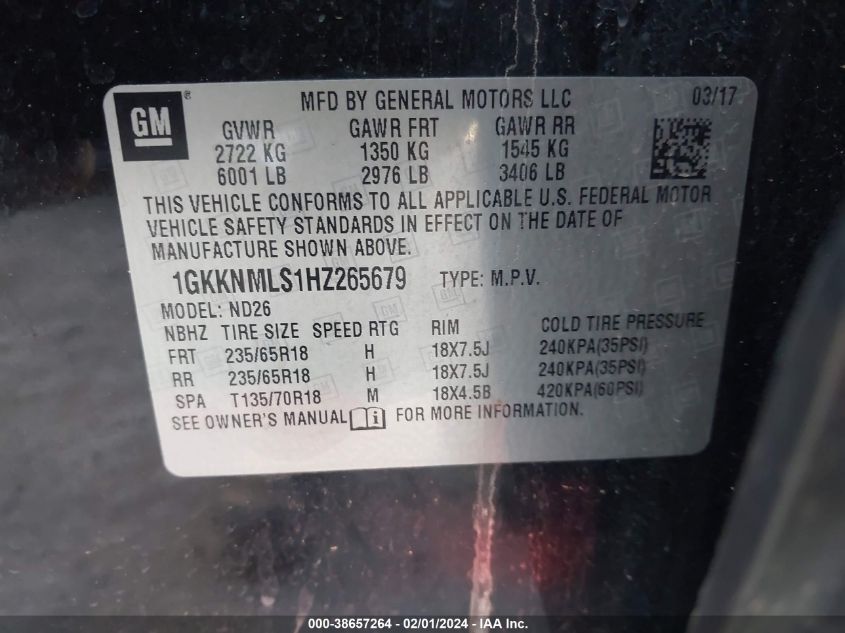 GM ® MFD BY GENERAL MOTORS LLC 03/17
GVWR GAWR FRT GAWR RR
2722 KG 1350 KG 1545 KG
6001 LB 2976 LB 3406 LB
THIS VEHICLE CONFORMS TO ALL APPLICABLE U.S. FEDERAL MOTOR
VEHICLE SAFETY STANDARDS IN EFFECT ON THE DATE OF
MANUFACTURE SHOWN ABOVE.
1GKKNMLS1HZ265679 TYPE: M.P.V.
MODEL: ND26
NBHZ TIRE SIZE SPEED RTG RIM COLD TIRE PRESSURE
FRT 235/65R18 H 18X7.5J 240KPA(35PSI)
RR 235/65R18 H 18X7.5J 240KPA(35PSI)
SPA T135/70R18 M 18X4.5B 420KPA(60PSI)
SEE OWNER'S MANUAL i FOR MORE INFORMATION.
000-38657264 - 02/01/2024 - IAA Inc.